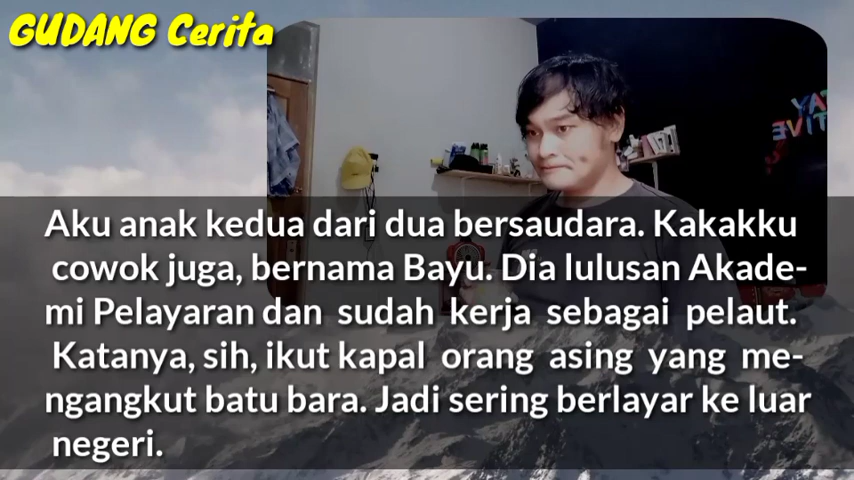 GUDANG Cerita
Aku anak kedua dari dua bersaudara. Kakakku
cowok juga, bernama Bayu. Dia lulusan Akade-
mi Pelayaran dan sudah kerja sebagai pelaut.
Katanya, sih, ikut kapal orang asing yang me-
ngangkut batu bara. Jadi sering berlayar ke luar
negeri.